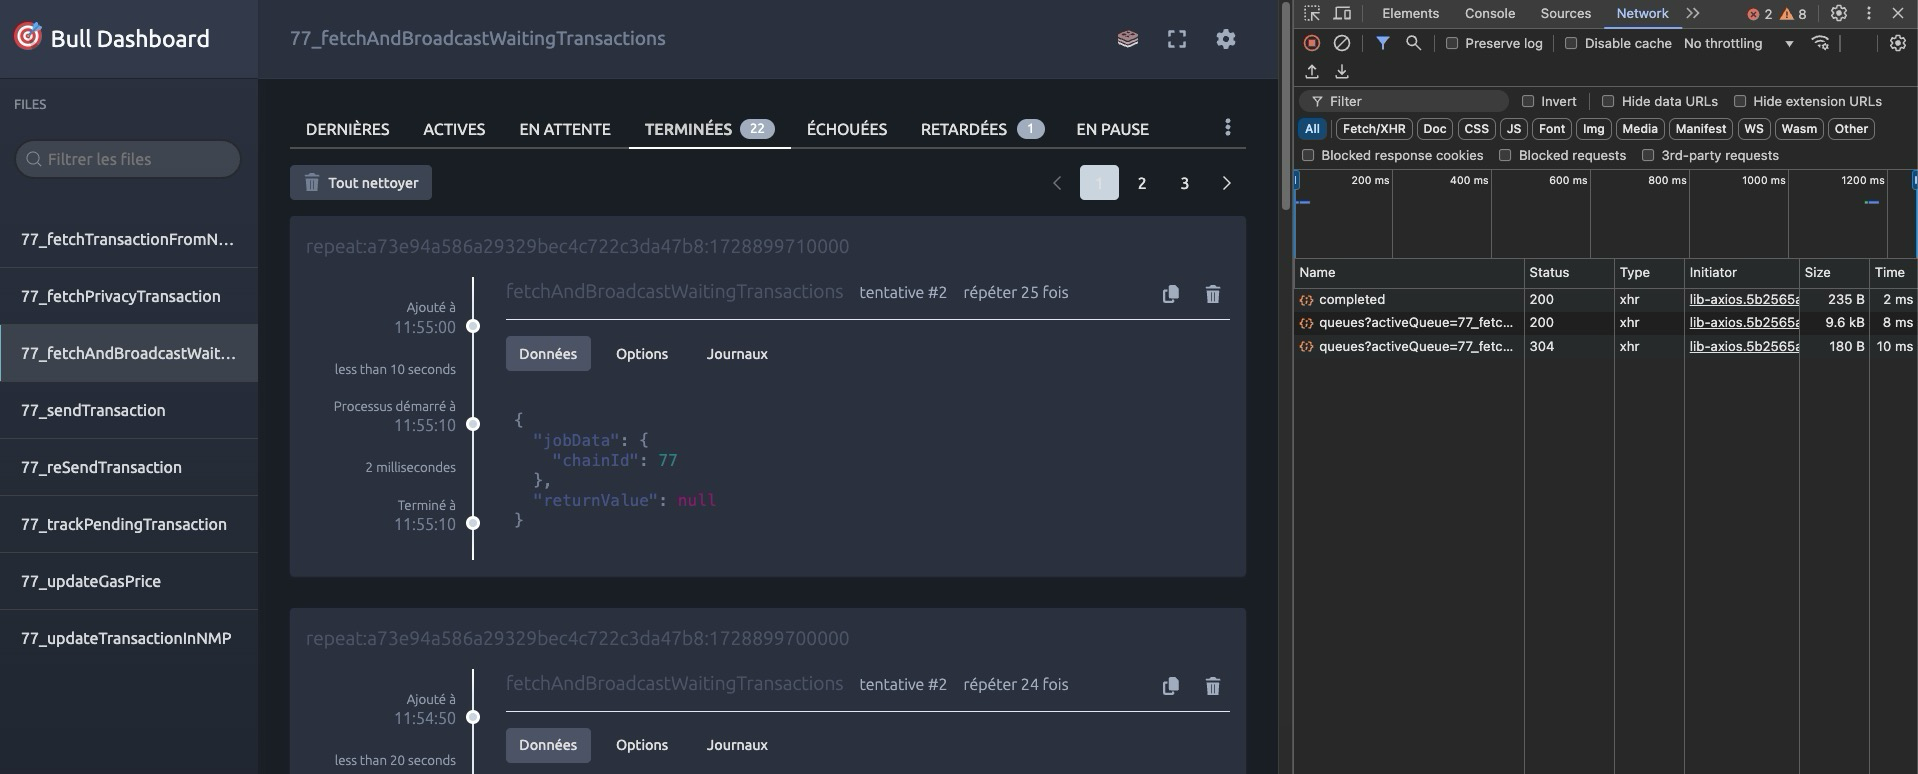 Bull Dashboard
FILES
Filtrer les files
77_fetchTransactionFromN...
77_fetchPrivacyTransaction
77_fetchAndBroadcastWait...
77_sendTransaction
77_reSendTransaction
77_trackPendingTransaction
77_updateGasPrice
77_updateTransactionInNMP
77_fetchAndBroadcastWaitingTransactions
DERNIÈRES ACTIVES EN ATTENTE TERMINÉES 22 ÉCHOUÉES RETARDÉES 1 EN PAUSE
Tout nettoyer
1 2 3
repeat:a73e94a586a29329bec4c722c3da47b8:1728899710000
fetchAndBroadcastWaitingTransactions tentative #2 répéter 25 fois
Ajouté à
11:55:00
less than 10 seconds
Processus démarré à
11:55:10
2 millisecondes
Terminé à
11:55:10
Données Options Journaux
{
"jobData": {
"chainId": 77
},
"returnValue": null
}
repeat:a73e94a586a29329bec4c722c3da47b8:1728899700000
fetchAndBroadcastWaitingTransactions tentative #2 répéter 24 fois
Ajouté à
11:54:50
less than 20 seconds
Données Options Journaux
Elements Console Sources Network 2 8
Preserve log Disable cache No throttling
Filter Invert Hide data URLs Hide extension URLs
All Fetch/XHR Doc CSS JS Font Img Media Manifest WS Wasm Other
Blocked response cookies Blocked requests 3rd-party requests
200 ms 400 ms 600 ms 800 ms 1000 ms 1200 ms
Name Status Type Initiator Size Time
completed 200 xhr lib-axios.5b2565a 235 B 2 ms
queues?activeQueue=77_fetc... 200 xhr lib-axios.5b2565a 9.6 kB 8 ms
queues?activeQueue=77_fetc... 304 xhr lib-axios.5b2565a 180 B 10 ms